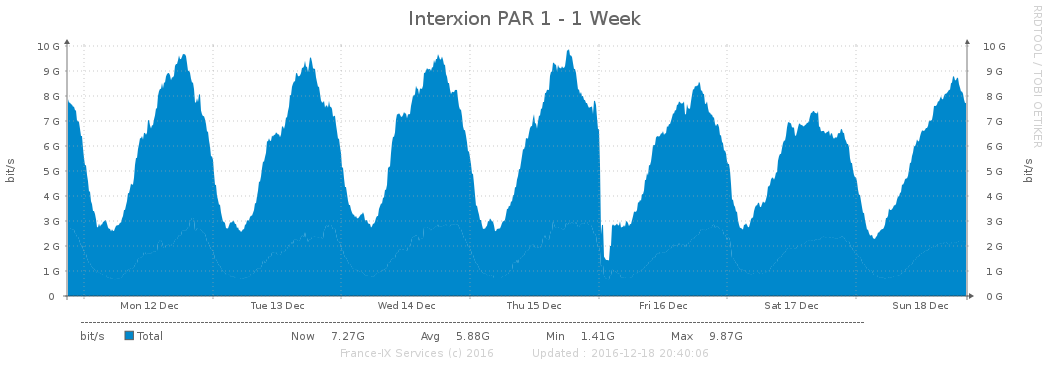 Interxion PAR 1 - 1 Week
RRDTOOL / TOBI OETIKER
bit/s
10 G 10 G
9 G 9 G
8 G 8 G
7 G 7 G
6 G 6 G
5 G 5 G
4 G 4 G
3 G 3 G
2 G 2 G
1 G 1 G
0 0 G
bit/s
Mon 12 Dec Tue 13 Dec Wed 14 Dec Thu 15 Dec Fri 16 Dec Sat 17 Dec Sun 18 Dec
bit/s Total Now 7.27G Avg 5.88G Min 1.41G Max 9.87G
France-IX Services (c) 2016 Updated : 2016-12-18 20:40:06